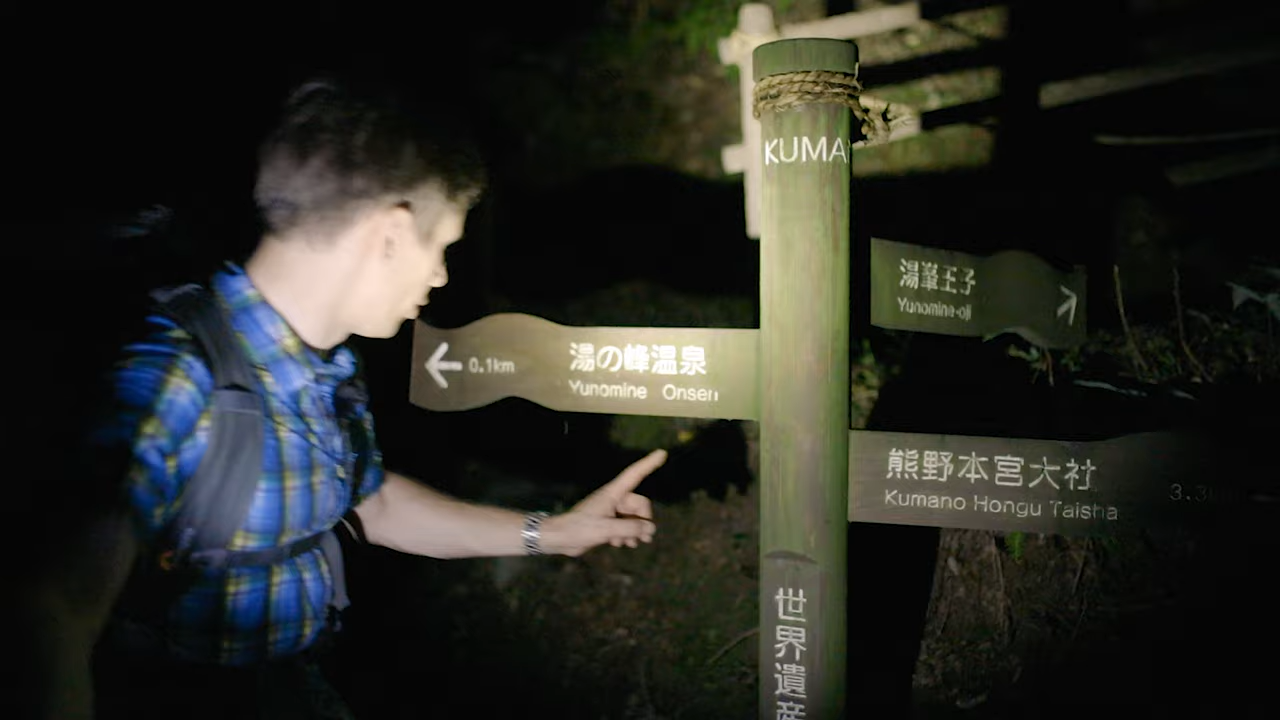 KUMA
湯峯王子
Yunomine-oji
0.1km
湯の峰温泉
Yunomine Onsen
熊野本宮大社
Kumano Hongu Taisha
世界遺産